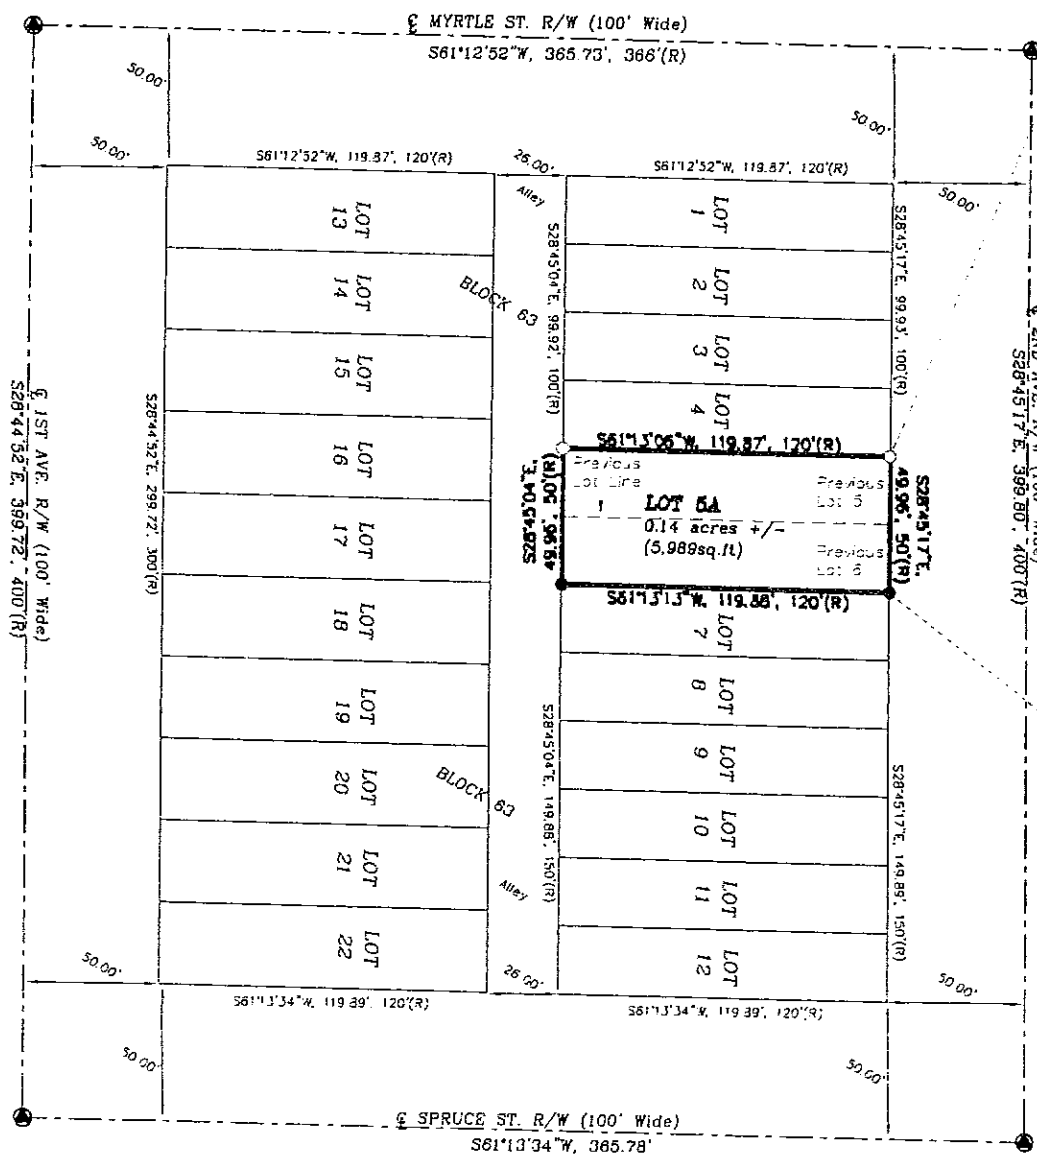 ℄ MYRTLE ST. R/W (100' Wide)
S61°12'52"W, 365.73', 366'(R)
50.00'
50.00'
50.00'
S61°12'52"W, 119.87', 120'(R)
26.00'
S61°12'52"W, 119.87', 120'(R)
50.00'
Alley
LOT
13
LOT
14
LOT
15
LOT
16
LOT
17
LOT
18
LOT
19
LOT
20
LOT
21
LOT
22
BLOCK 63
LOT
1
LOT
2
LOT
3
LOT
4
S28°45'04"E, 99.92', 100'(R)
S28°45'17"E, 99.93', 100'(R)
S61°13'06"W, 119.87', 120'(R)
Previous
Lot Line
LOT 5A
0.14 acres +/-
(5,989sq.ft)
Previous
Lot 5
Previous
Lot 6
S28°45'04"E,
49.96', 50'(R)
S28°45'17"E,
49.96', 50'(R)
S61°13'13"W, 119.88', 120'(R)
LOT
7
LOT
8
LOT
9
LOT
10
LOT
11
LOT
12
S28°45'04"E, 149.88', 150'(R)
S28°45'17"E, 149.89', 150'(R)
℄ 1ST AVE. R/W (100' Wide)
S28°44'52"E, 399.72', 400'(R)
S28°44'52"E, 299.72', 300'(R)
S28°45'17"E, 399.80', 400'(R)
BLOCK 63
Alley
50.00'
S61°13'34"W, 119.89', 120'(R)
26.00'
S61°13'34"W, 119.89', 120'(R)
50.00'
50.00'
50.00'
℄ SPRUCE ST. R/W (100' Wide)
S61°13'34"W, 365.78'